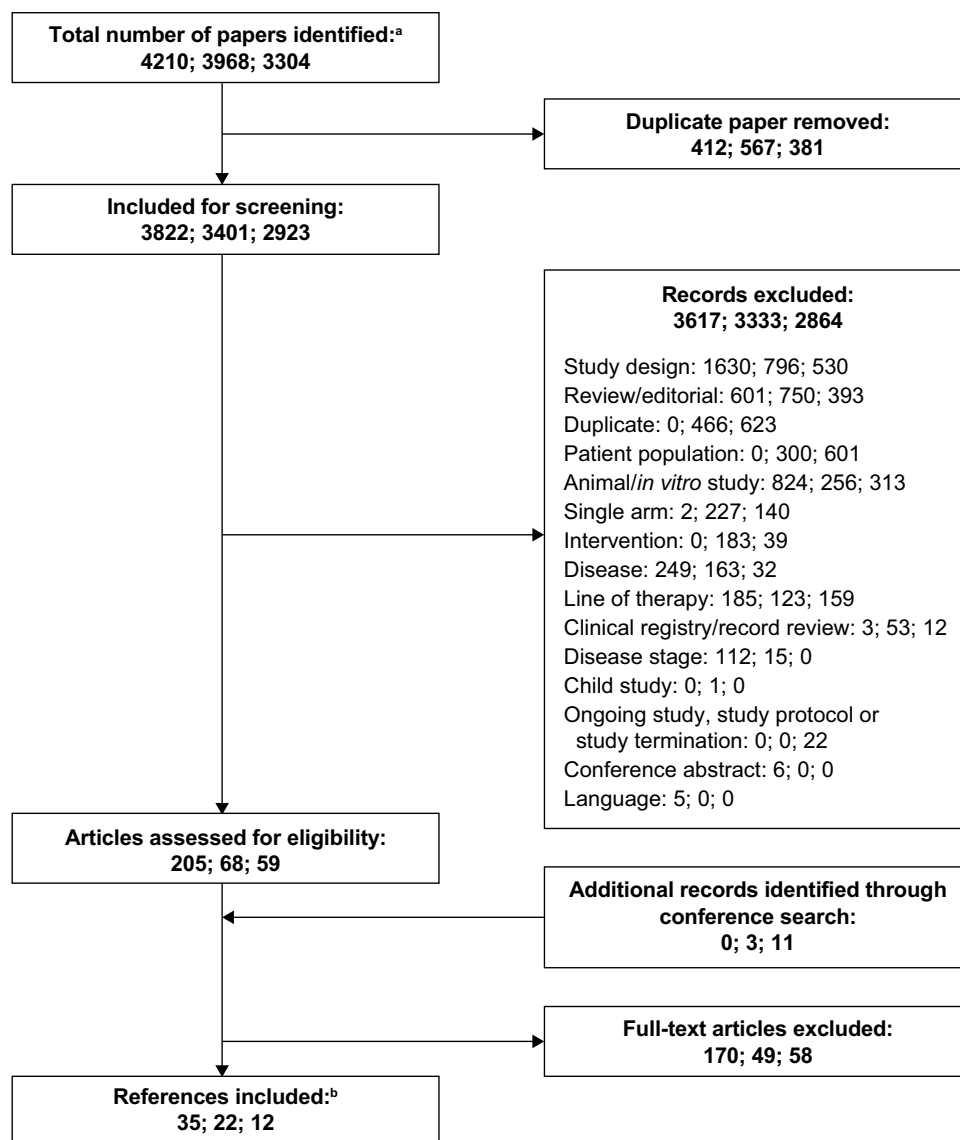 Total number of papers identified:ᵃ
4210; 3968; 3304
Duplicate paper removed:
412; 567; 381
Included for screening:
3822; 3401; 2923
Records excluded:
3617; 3333; 2864
Study design: 1630; 796; 530
Review/editorial: 601; 750; 393
Duplicate: 0; 466; 623
Patient population: 0; 300; 601
Animal/in vitro study: 824; 256; 313
Single arm: 2; 227; 140
Intervention: 0; 183; 39
Disease: 249; 163; 32
Line of therapy: 185; 123; 159
Clinical registry/record review: 3; 53; 12
Disease stage: 112; 15; 0
Child study: 0; 1; 0
Ongoing study, study protocol or
study termination: 0; 0; 22
Conference abstract: 6; 0; 0
Language: 5; 0; 0
Articles assessed for eligibility:
205; 68; 59
Additional records identified through
conference search:
0; 3; 11
Full-text articles excluded:
170; 49; 58
References included:ᵇ
35; 22; 12